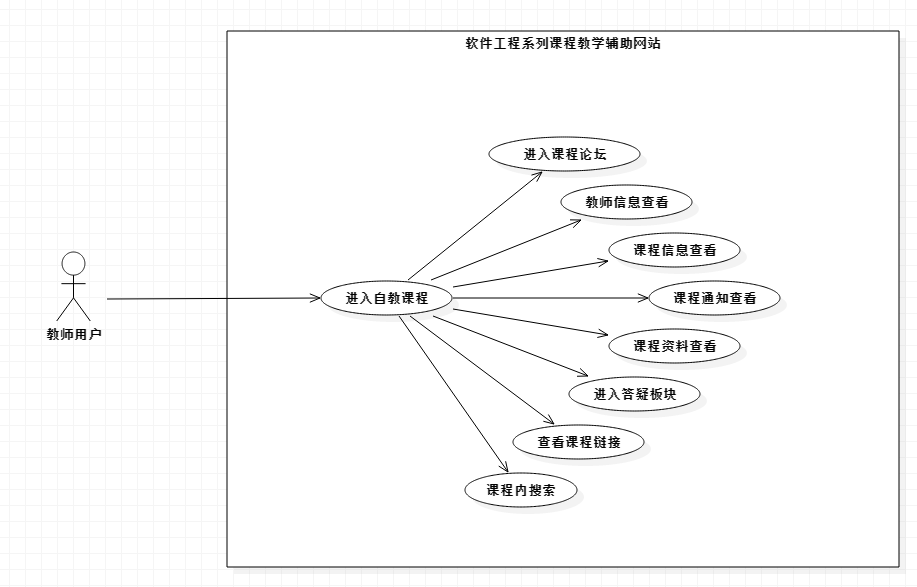 软件工程系列课程教学辅助网站
进入课程论坛
教师信息查看
课程信息查看
进入自教课程
课程通知查看
教师用户
课程资料查看
进入答疑板块
查看课程链接
课程内搜索